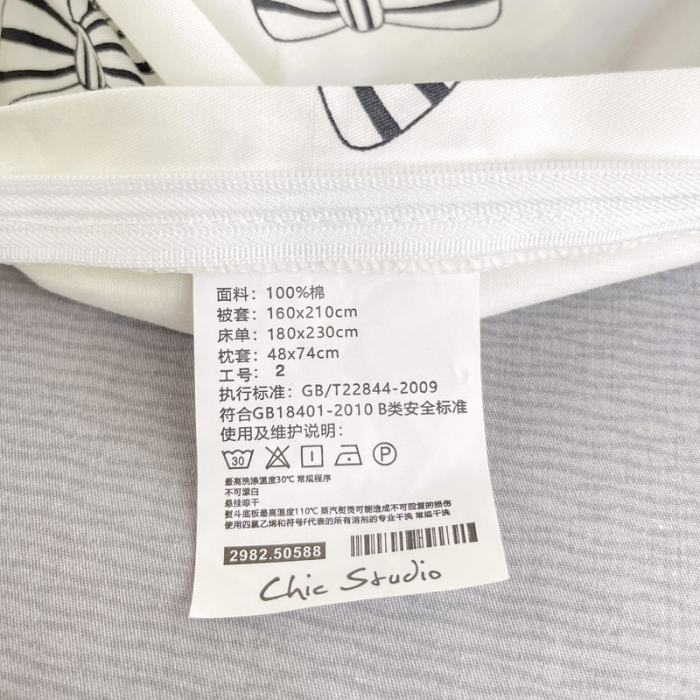 面料：100%棉
被套：160x210cm
床单：180x230cm
枕套：48x74cm
工号：2
执行标准：GB/T22844-2009
符合GB18401-2010 B类安全标准
使用及维护说明：
30 P
最高洗涤温度30℃ 常规程序
不可漂白
悬挂晾干
熨斗底板最高温度110℃ 蒸汽熨烫可能造成不可回复的损伤
使用四氯乙烯和符号F代表的所有溶剂的专业干洗 常规干洗
2982.50588
Chic Studio